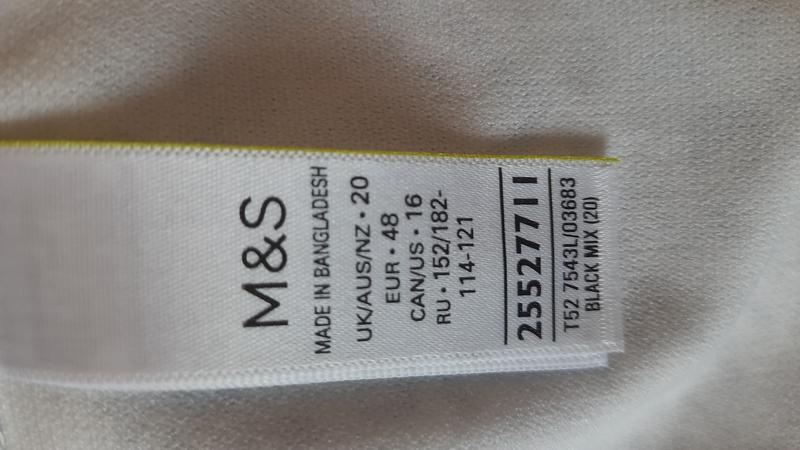 M&S
MADE IN BANGLADESH
UK/AUS/NZ • 20
EUR • 48
CAN/US • 16
RU • 152/182-
114-121
25527711
T52 7543L/03683
BLACK MIX (20)